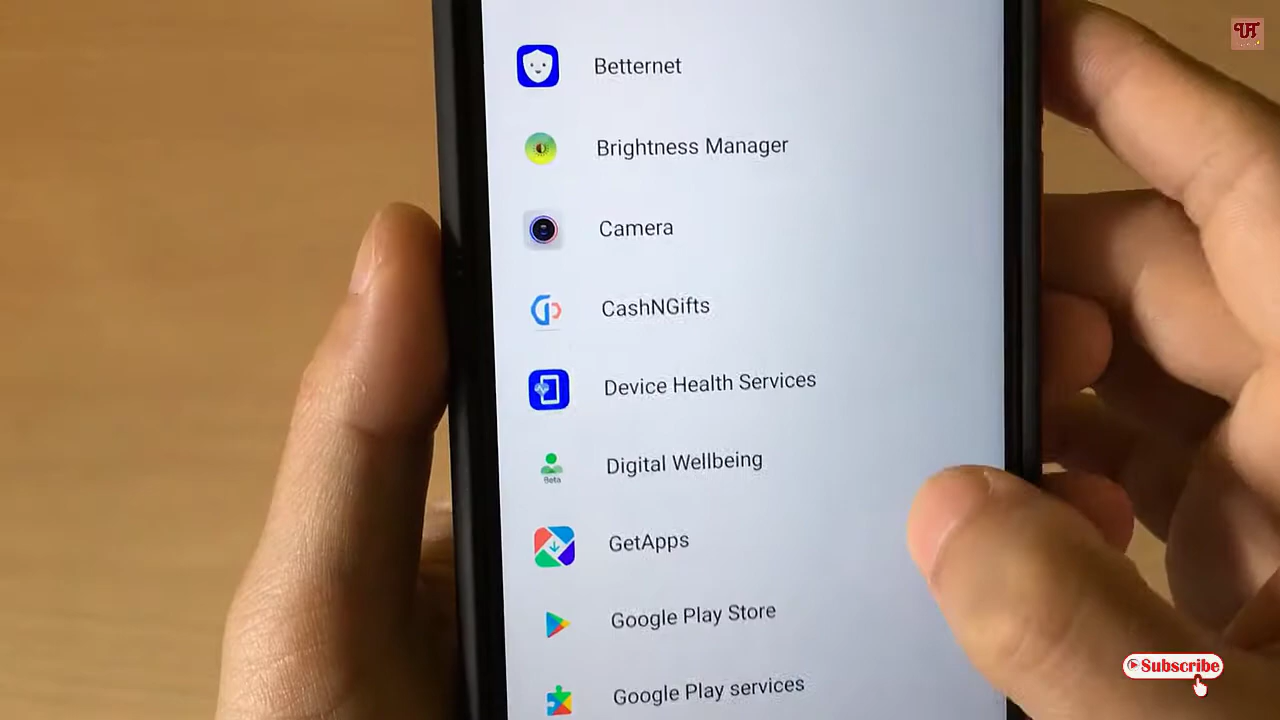 Betternet
Brightness Manager
Camera
CashNGifts
Device Health Services
Digital Wellbeing
Beta
GetApps
Google Play Store
Google Play services
Subscribe